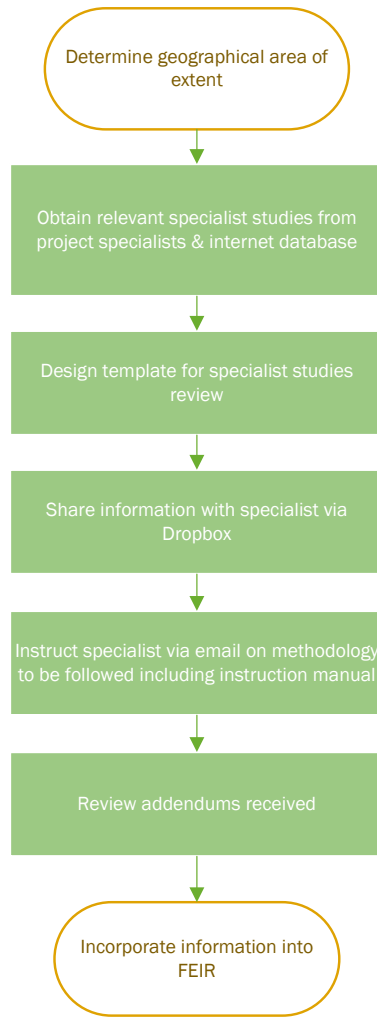 Determine geographical area of
extent
Obtain relevant specialist studies from
project specialists & internet database
Design template for specialist studies
review
Share information with specialist via
Dropbox
Instruct specialist via email on methodology
to be followed including instruction manual
Review addendums received
Incorporate information into
FEIR